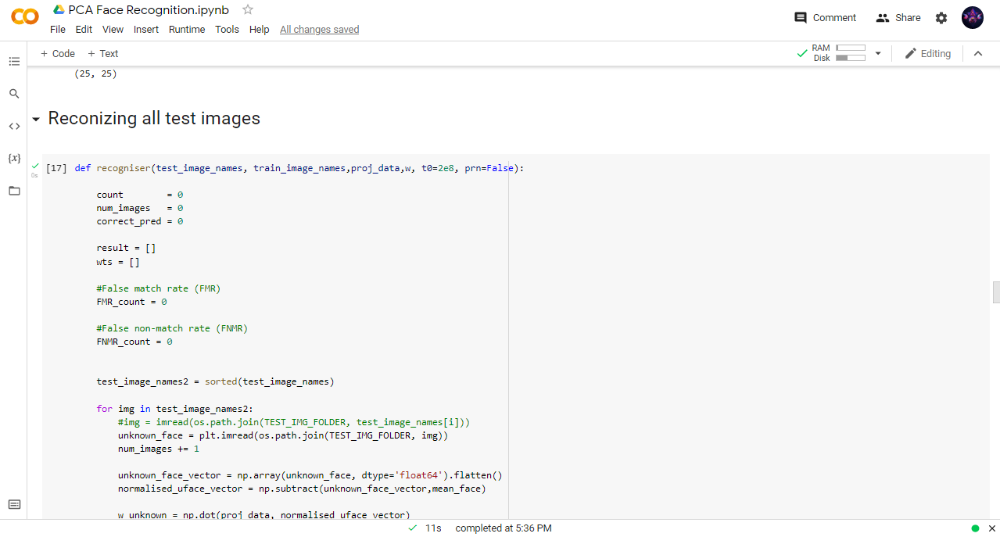 PCA Face Recognition.ipynb
File Edit View Insert Runtime Tools Help All changes saved
Comment Share
+ Code + Text
RAM
Disk
Editing
(25, 25)
Reconizing all test images
0s
[17] def recogniser(test_image_names, train_image_names,proj_data,w, t0=2e8, prn=False):
count = 0
num_images = 0
correct_pred = 0
result = []
wts = []
#False match rate (FMR)
FMR_count = 0
#False non-match rate (FNMR)
FNMR_count = 0
test_image_names2 = sorted(test_image_names)
for img in test_image_names2:
#img = imread(os.path.join(TEST_IMG_FOLDER, test_image_names[i]))
unknown_face = plt.imread(os.path.join(TEST_IMG_FOLDER, img))
num_images += 1
unknown_face_vector = np.array(unknown_face, dtype='float64').flatten()
normalised_uface_vector = np.subtract(unknown_face_vector,mean_face)
w_unknown = np.dot(proj_data, normalised_uface_vector)
11s completed at 5:36 PM